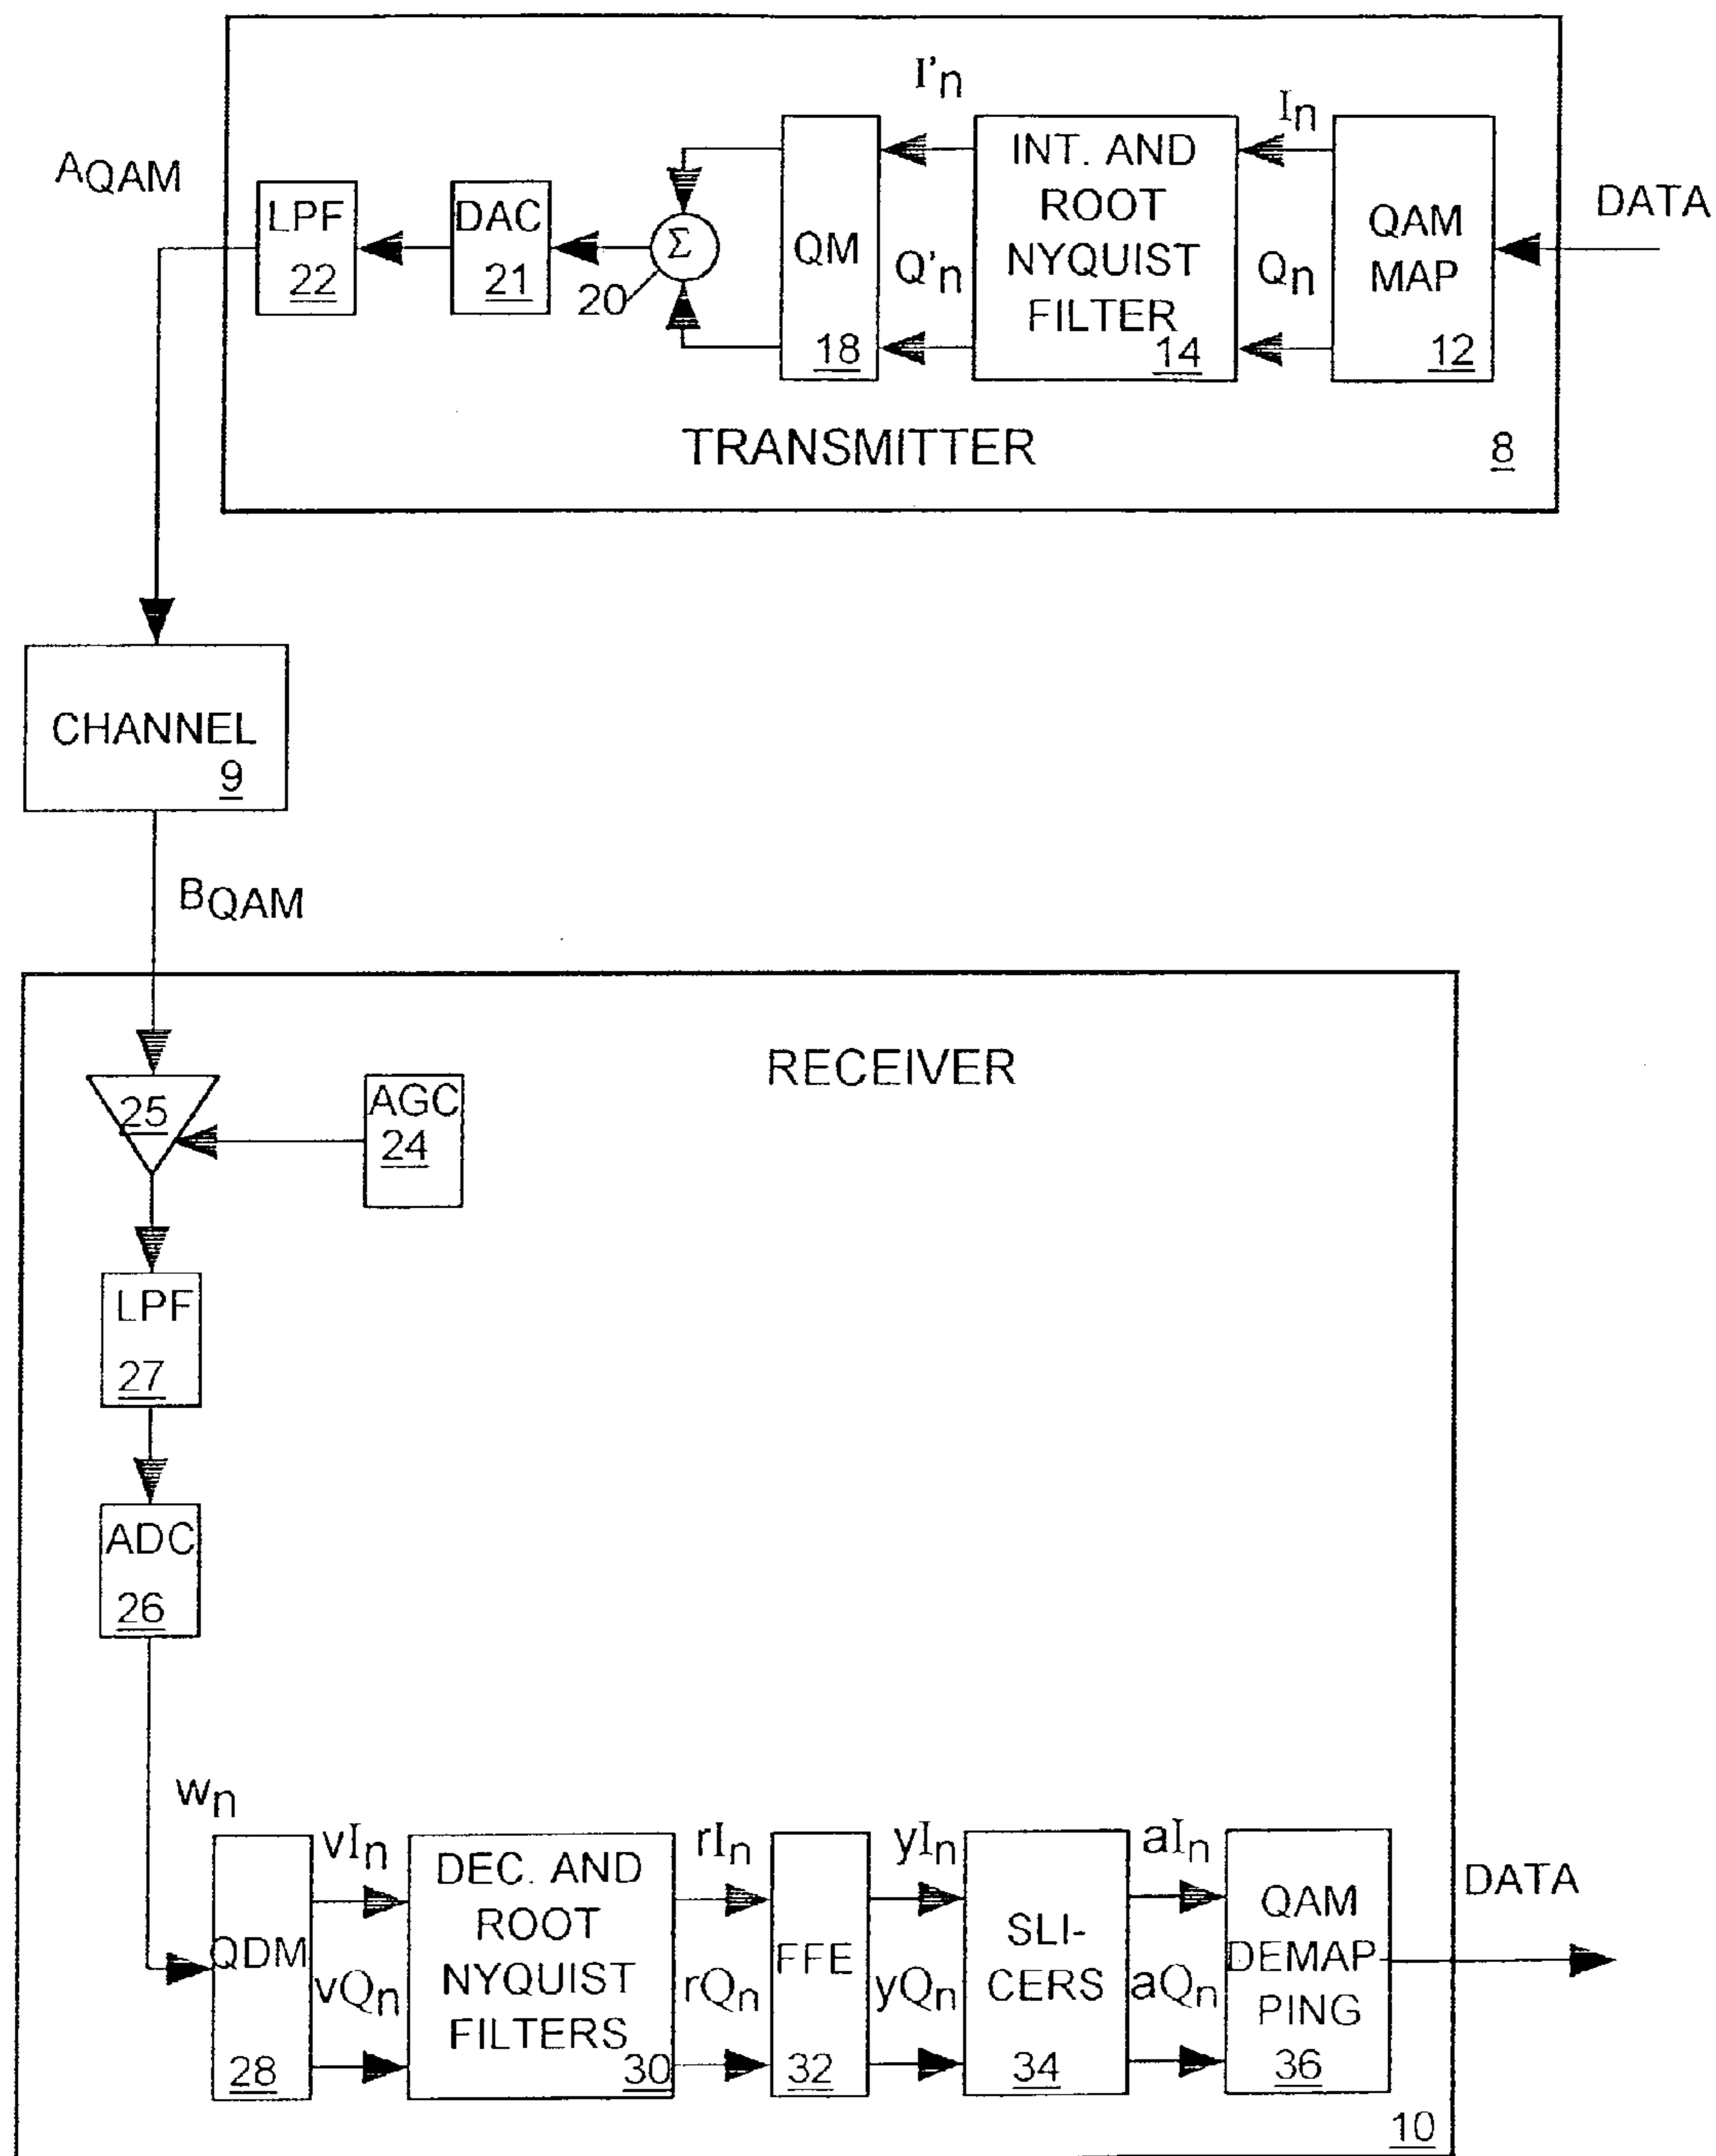 I'n
In
INT. AND
ROOT
NYQUIST
FILTER
14
AQAM
LPF
22
DAC
21
Σ
20
QM
18
Q'n
Qn
QAM
MAP
12
DATA
TRANSMITTER
8
CHANNEL
9
BQAM
RECEIVER
25
AGC
24
LPF
27
ADC
26
wn
QDM
28
vIn
vQn
DEC. AND
ROOT
NYQUIST
FILTERS
30
rIn
rQn
FFE
32
yIn
yQn
SLI-
CERS
34
aIn
aQn
QAM
DEMAP
PING
36
DATA
10